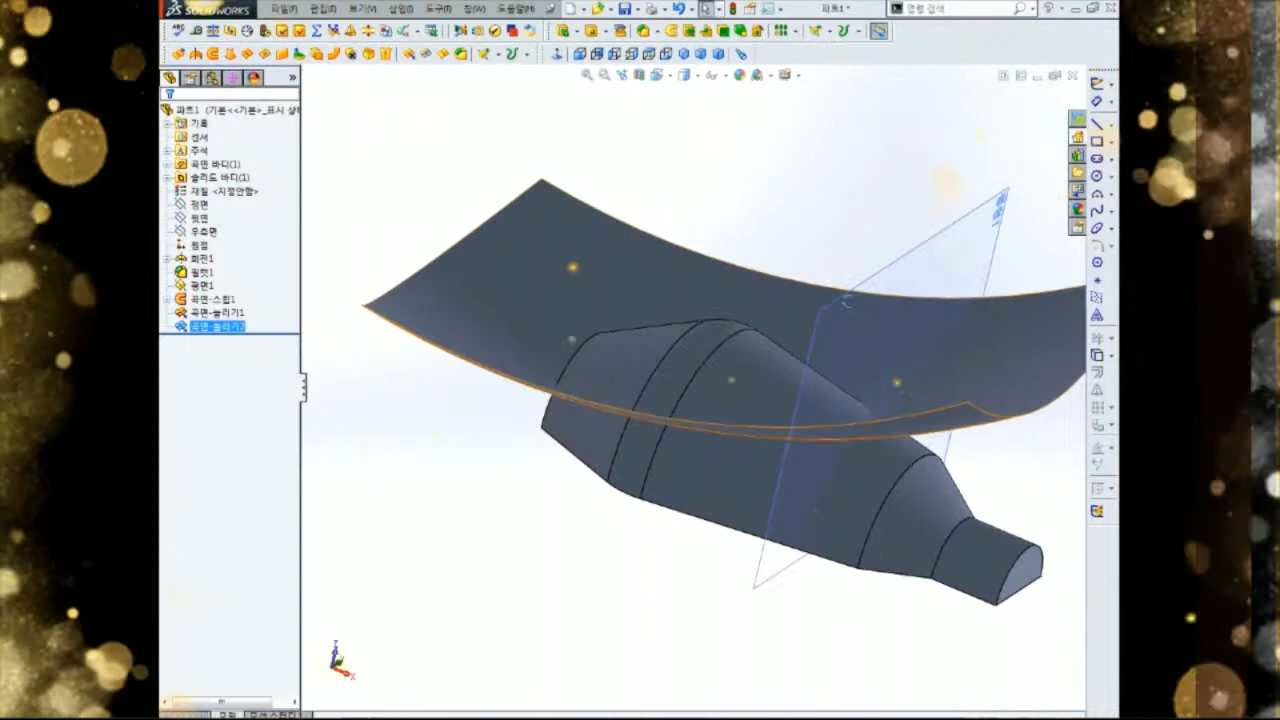 SOLIDWORKS
파일(F) 편집(E) 보기(V) 삽입(I) 도구(T) 창(W) 도움말(H)
파트1 *
명령 검색
파트1 (기본<<기본>_표시 상태
기록
센서
주석
곡면 바디(1)
솔리드 바디(1)
재질 <지정안함>
정면
윗면
우측면
원점
회전1
필렛1
평면1
곡면-스윕1
곡면-늘리기1
곡면-늘리기2
Z
X